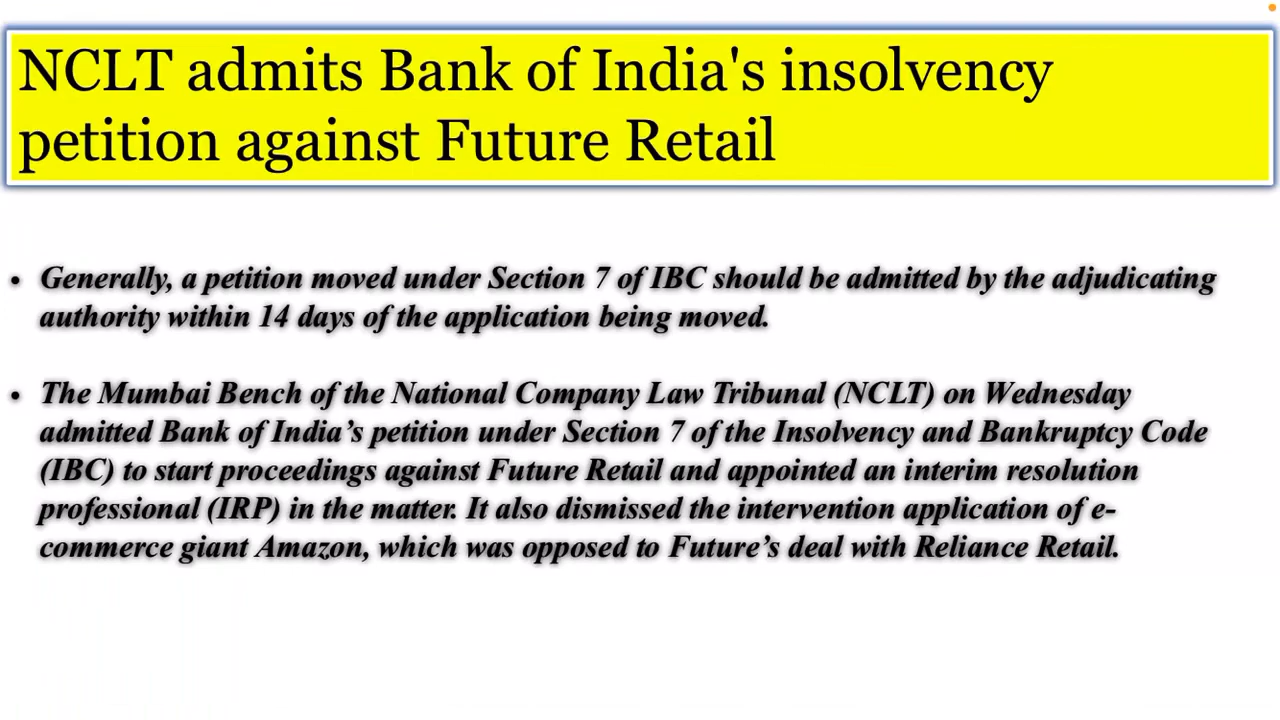 NCLT admits Bank of India's insolvency
petition against Future Retail
• Generally, a petition moved under Section 7 of IBC should be admitted by the adjudicating
authority within 14 days of the application being moved.
• The Mumbai Bench of the National Company Law Tribunal (NCLT) on Wednesday
admitted Bank of India’s petition under Section 7 of the Insolvency and Bankruptcy Code
(IBC) to start proceedings against Future Retail and appointed an interim resolution
professional (IRP) in the matter. It also dismissed the intervention application of e-
commerce giant Amazon, which was opposed to Future’s deal with Reliance Retail.